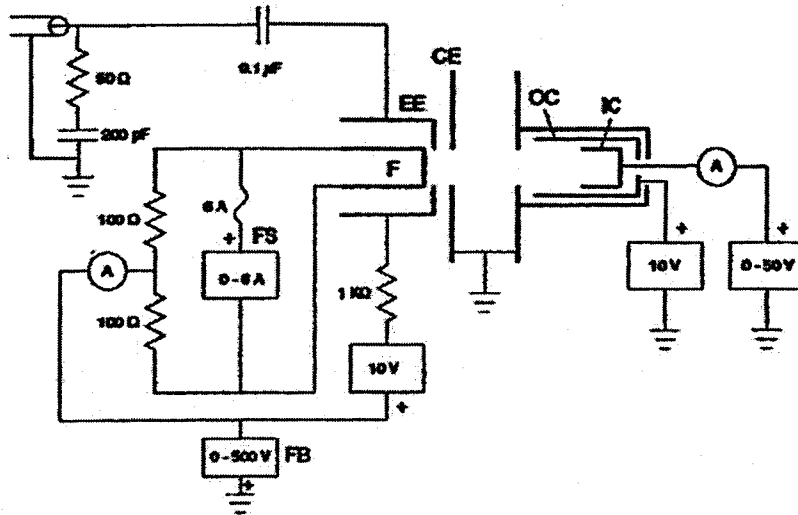 50 Ω
200 pF
0.1 µF
EE
CE
OC
IC
F
A
6 A
+
FS
0-6 A
100 Ω
A
100 Ω
1 KΩ
10 V
+
0-500 V
FB
+
+
10 V
+
0-50 V